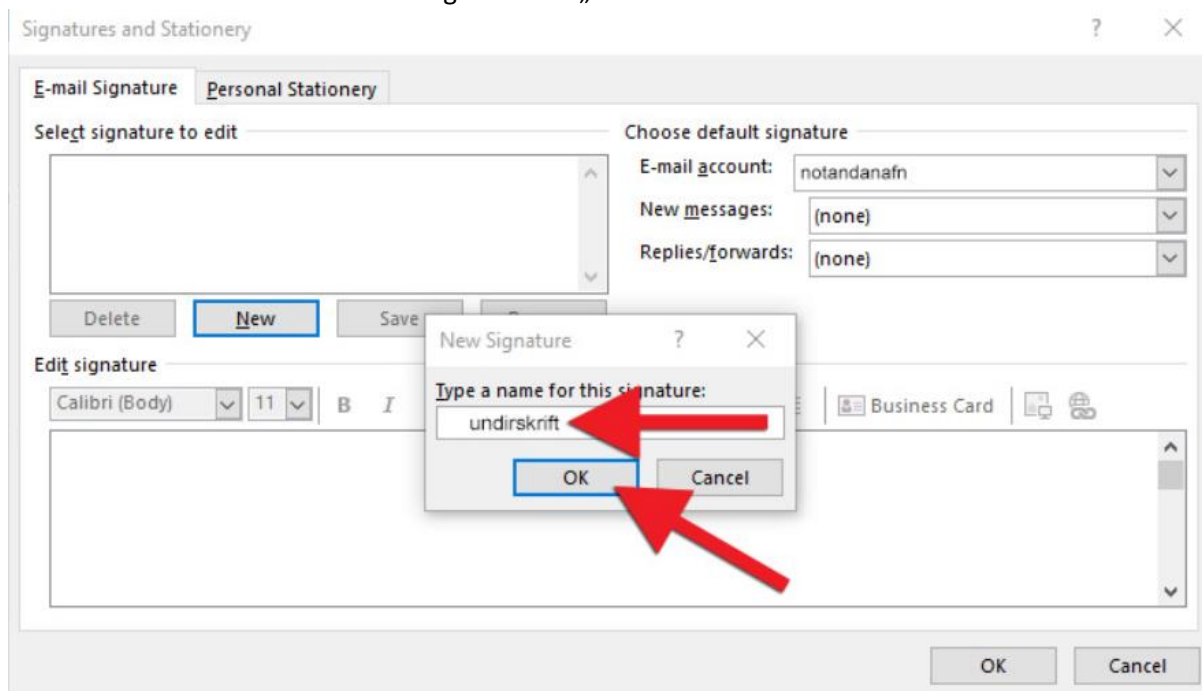 Signatures and Stationery ? ×
E-mail Signature Personal Stationery
Select signature to edit
Choose default signature
E-mail account: notandanafn
New messages: (none)
Replies/forwards: (none)
Delete New Save
New Signature ? ×
Edit signature
Type a name for this signature:
Calibri (Body) 11 B I
undirskrift
Business Card
OK Cancel
OK Cancel